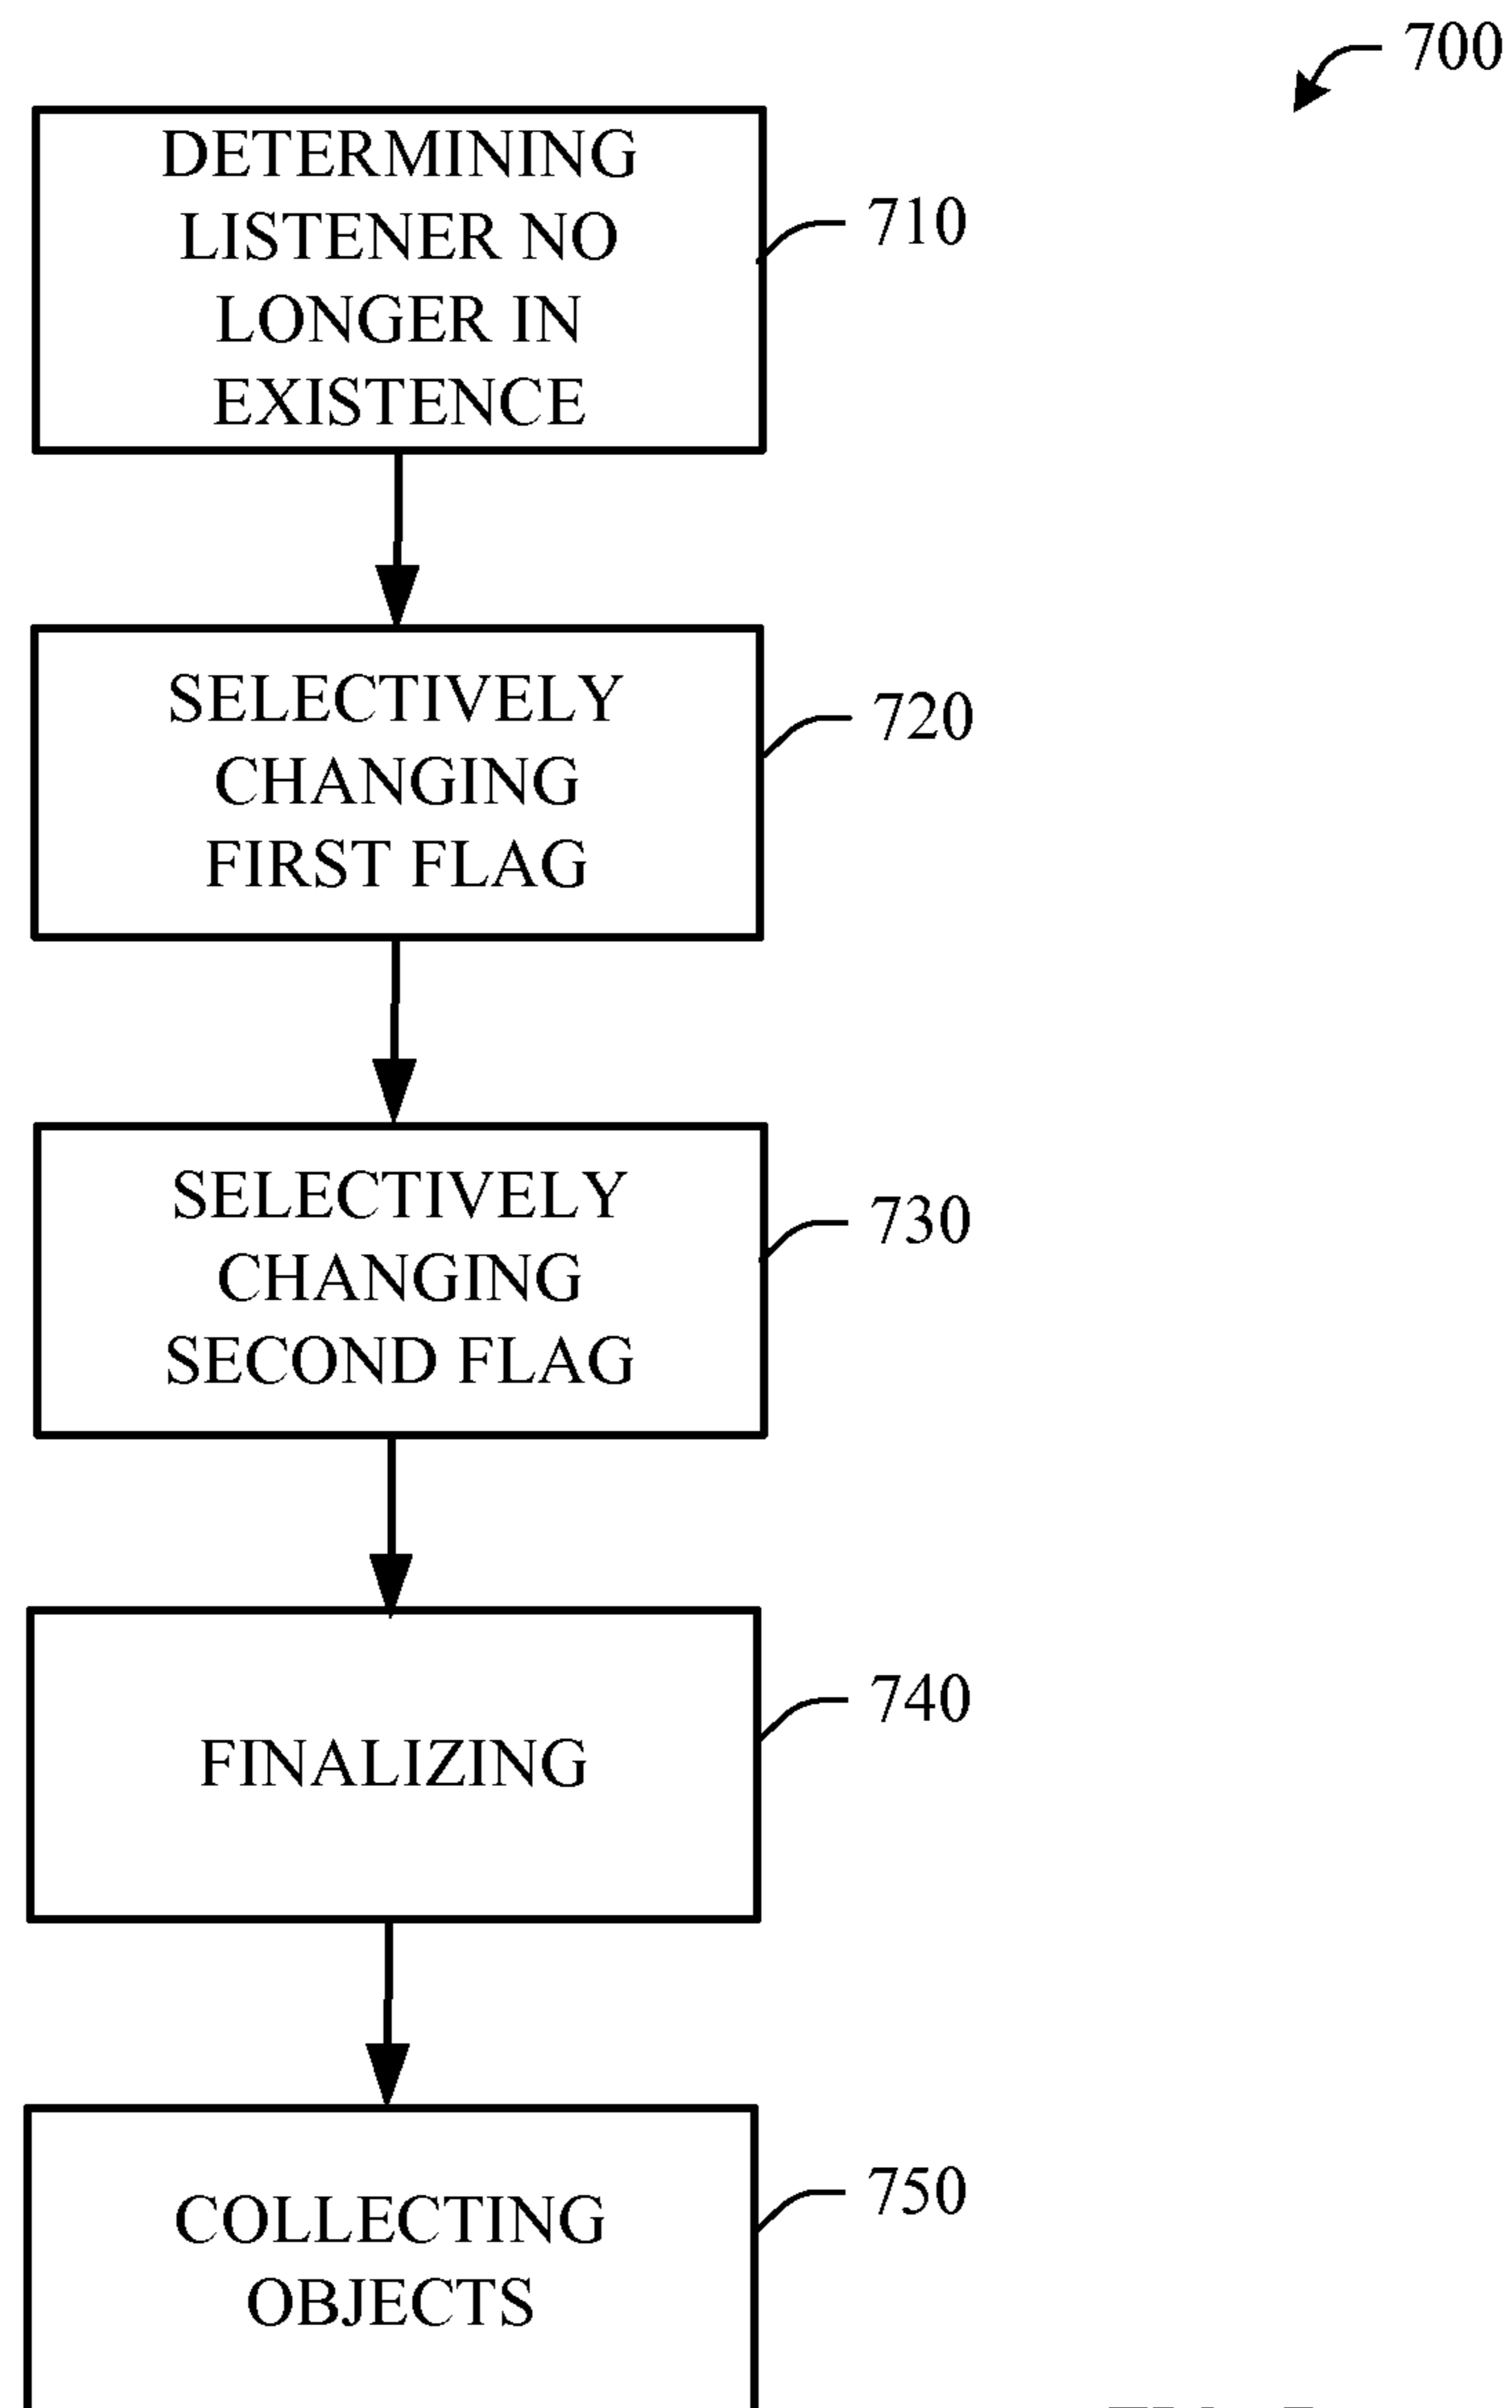 700
DETERMINING
LISTENER NO
LONGER IN
EXISTENCE
710
SELECTIVELY
CHANGING
FIRST FLAG
720
SELECTIVELY
CHANGING
SECOND FLAG
730
FINALIZING
740
COLLECTING
OBJECTS
750